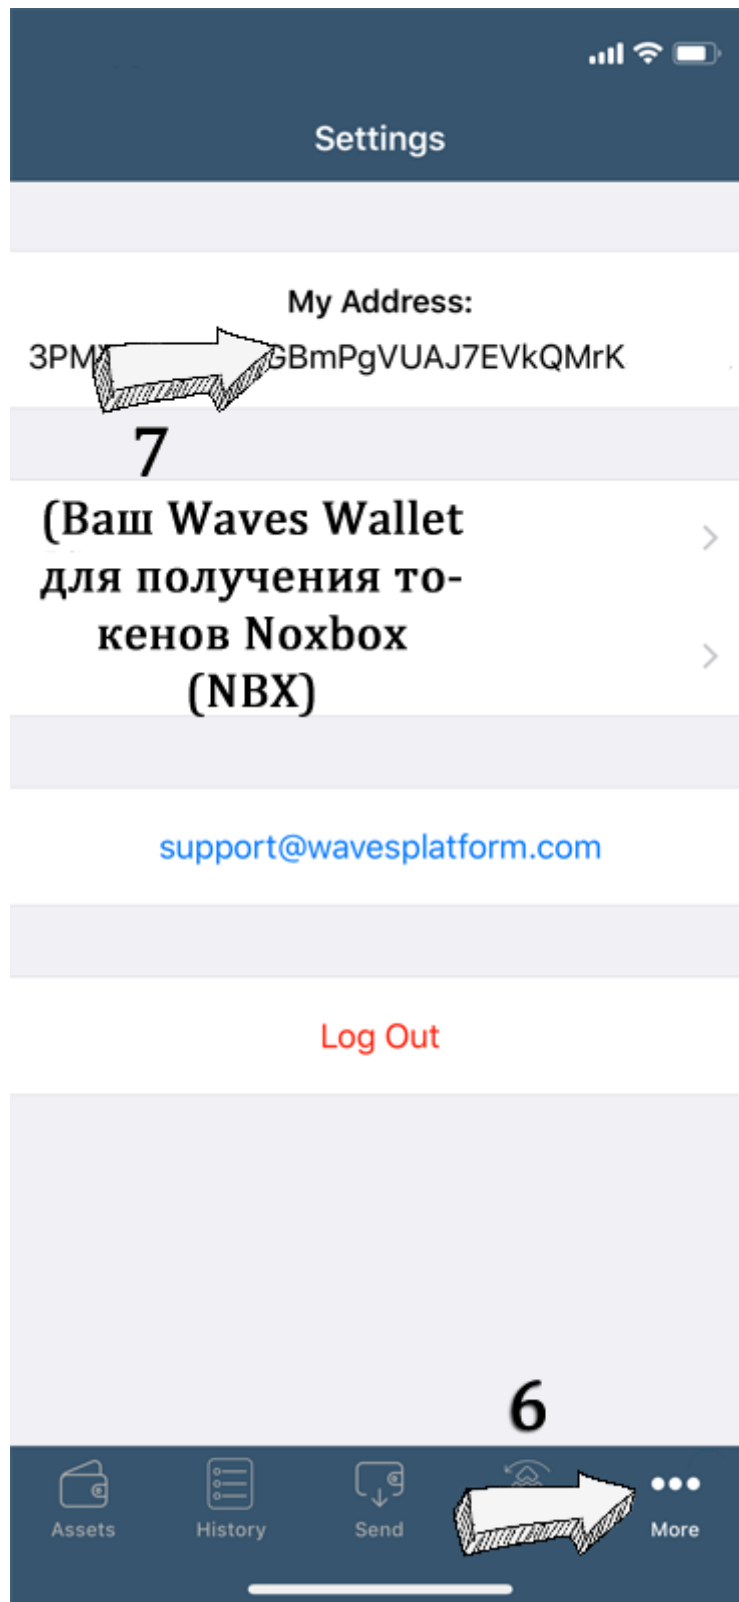 Settings
My Address:
3PM GBmPgVUAJ7EVkQMrK
7
(Ваш Waves Wallet
для получения то-
кенов Noxbox
(NBX)
support@wavesplatform.com
Log Out
6
Assets History Send More